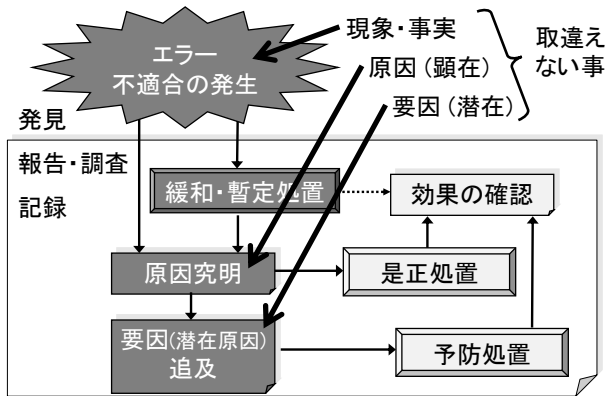 エラー
不適合の発生
現象・事実
原因(顕在)
要因(潜在)
取違え
ない事
発見
報告・調査
記録
緩和・暫定処置
効果の確認
原因究明
是正処置
要因(潜在原因)
追及
予防処置